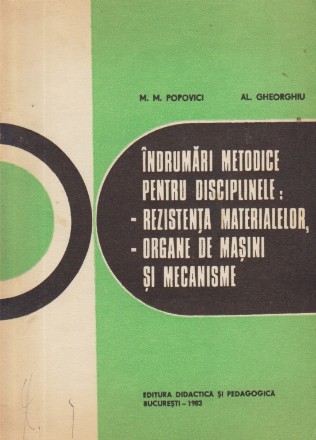 M. M. POPOVICI AL. GHEORGHIU
ÎNDRUMĂRI METODICE
PENTRU DISCIPLINELE:
- REZISTENȚA MATERIALELOR,
- ORGANE DE MAȘINI
ȘI MECANISME
EDITURA DIDACTICĂ ȘI PEDAGOGICĂ
BUCUREȘTI - 1983